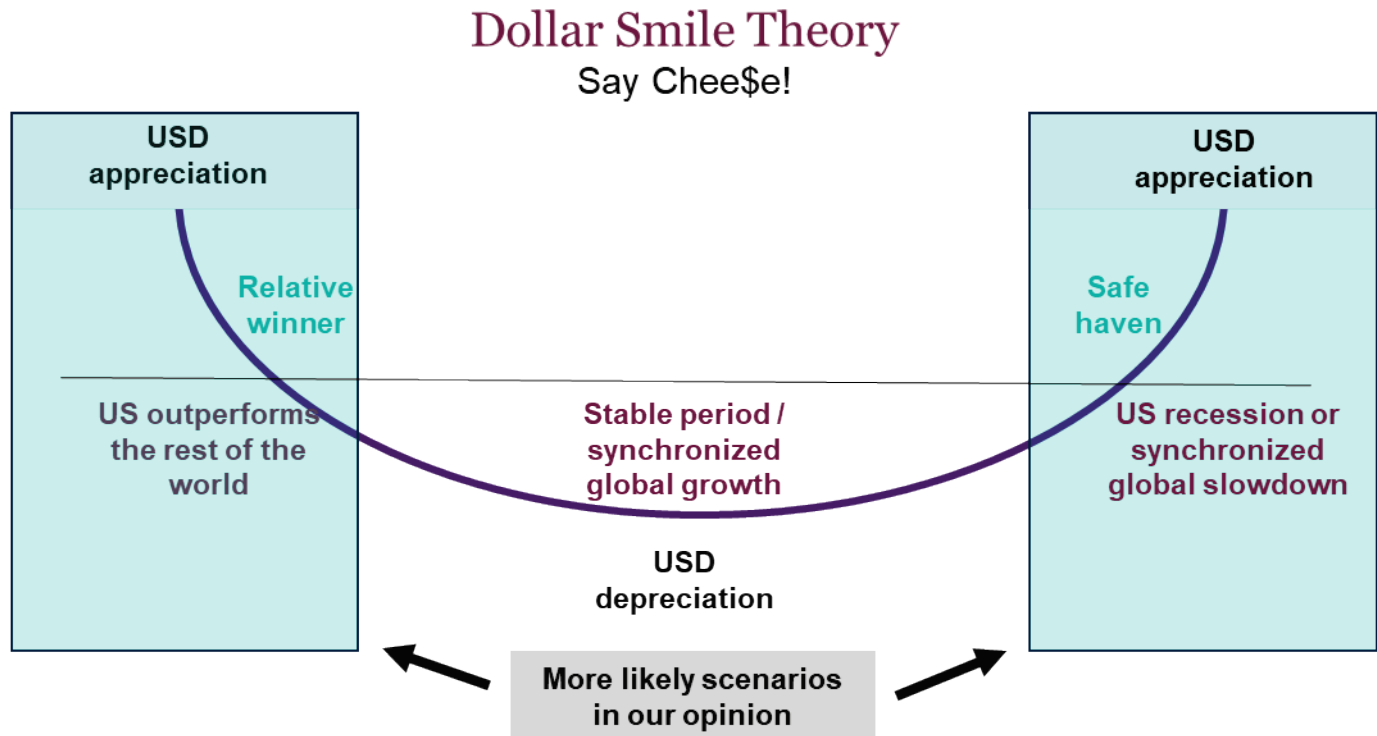 Dollar Smile Theory
Say Chee$e!
USD
appreciation
USD
appreciation
Relative
winner
Safe
haven
US outperforms
the rest of the
world
Stable period /
synchronized
global growth
US recession or
synchronized
global slowdown
USD
depreciation
More likely scenarios
in our opinion